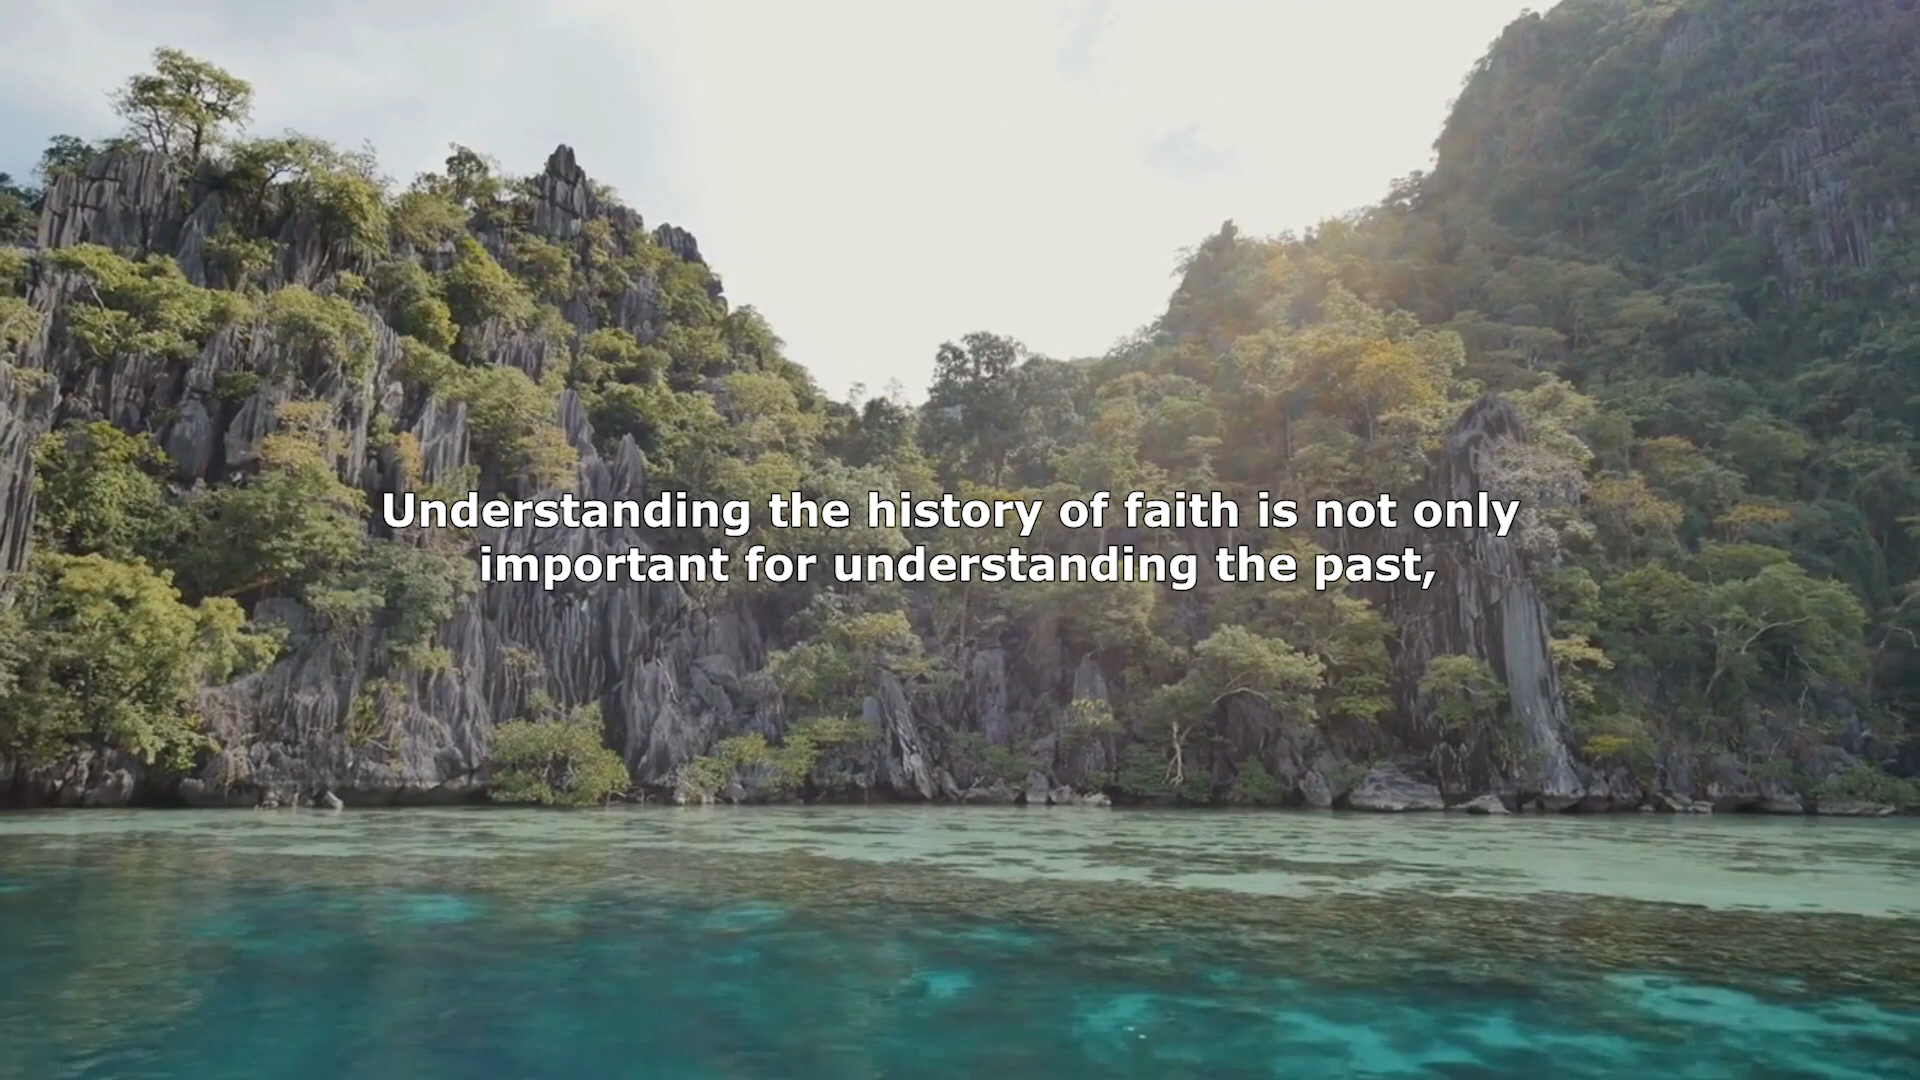 Understanding the history of faith is not only
important for understanding the past,